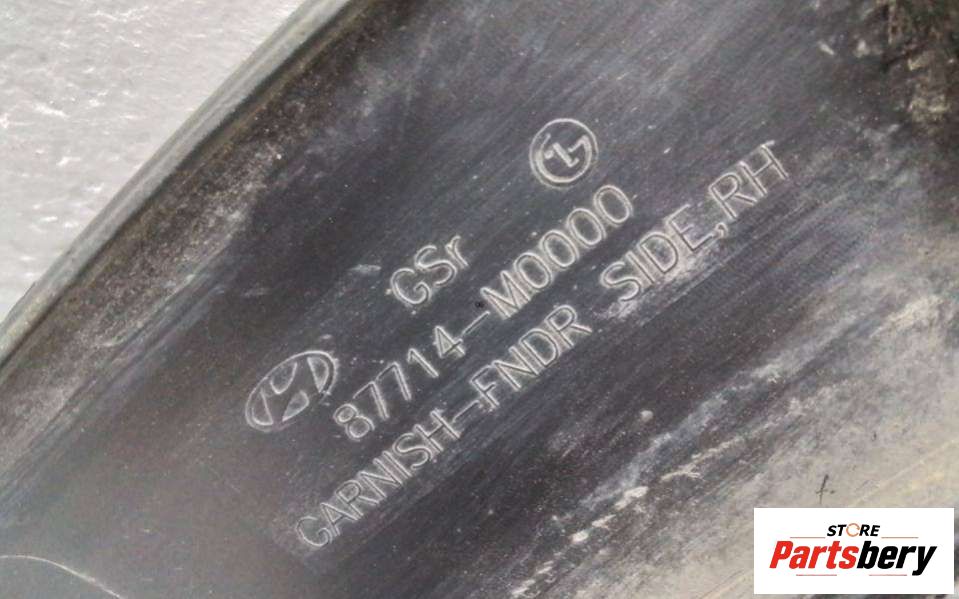 GSr
87714-M0000
GARNISH-FNDR SIDE,RH
STORE
Partsbery